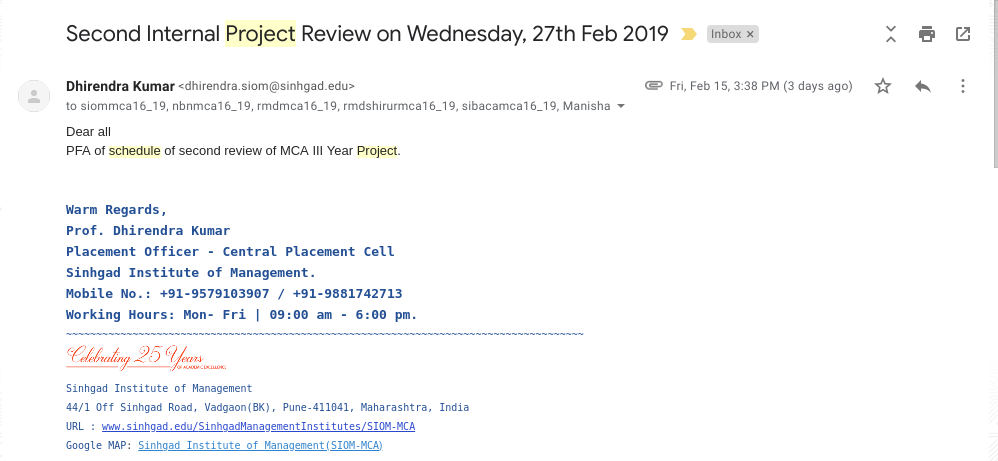 Second Internal Project Review on Wednesday, 27th Feb 2019 Inbox ×
Dhirendra Kumar <dhirendra.siom@sinhgad.edu> Fri, Feb 15, 3:38 PM (3 days ago)
to siommca16_19, nbnmca16_19, rmdmca16_19, rmdshirurmca16_19, sibacamca16_19, Manisha
Dear all
PFA of schedule of second review of MCA III Year Project.
Warm Regards,
Prof. Dhirendra Kumar
Placement Officer - Central Placement Cell
Sinhgad Institute of Management.
Mobile No.: +91-9579103907 / +91-9881742713
Working Hours: Mon- Fri | 09:00 am - 6:00 pm.
~~~~~~~~~~~~~~~~~~~~~~~~~~~~~~~~~~~~~~~~~~~~~~~~~~~~~~~~~~~~~~~~~~~~~~~~~~~~~~~~~~~~~~
Celebrating 25 Years
OF ACADEMIC EXCELLENCE
Sinhgad Institute of Management
44/1 Off Sinhgad Road, Vadgaon(BK), Pune-411041, Maharashtra, India
URL : www.sinhgad.edu/SinhgadManagementInstitutes/SIOM-MCA
Google MAP: Sinhgad Institute of Management(SIOM-MCA)